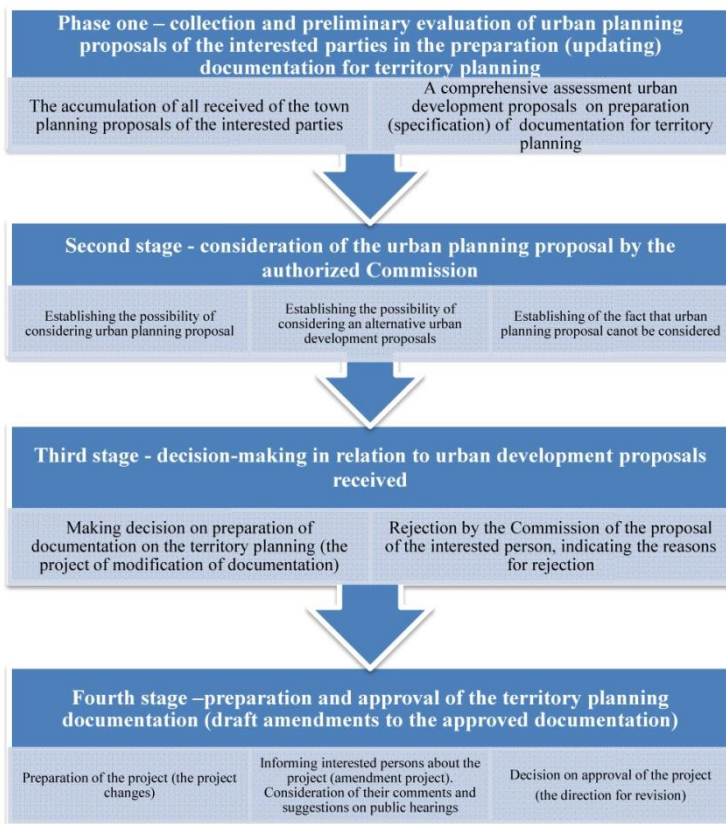 Phase one – collection and preliminary evaluation of urban planning
proposals of the interested parties in the preparation (updating)
documentation for territory planning
The accumulation of all received of the town
planning proposals of the interested parties
A comprehensive assessment urban
development proposals on preparation
(specification) of documentation for territory
planning
Second stage - consideration of the urban planning proposal by the
authorized Commission
Establishing the possibility of
considering urban planning proposal
Establishing the possibility of
considering an alternative urban
development proposals
Establishing of the fact that urban
planning proposal canot be considered
Third stage - decision-making in relation to urban development proposals
received
Making decision on preparation of
documentation on the territory planning (the
project of modification of documentation)
Rejection by the Commission of the proposal
of the interested person, indicating the reasons
for rejection
Fourth stage –preparation and approval of the territory planning
documentation (draft amendments to the approved documentation)
Preparation of the project (the project
changes)
Informing interested persons about the
project (amendment project).
Consideration of their comments and
suggestions on public hearings
Decision on approval of the project
(the direction for revision)